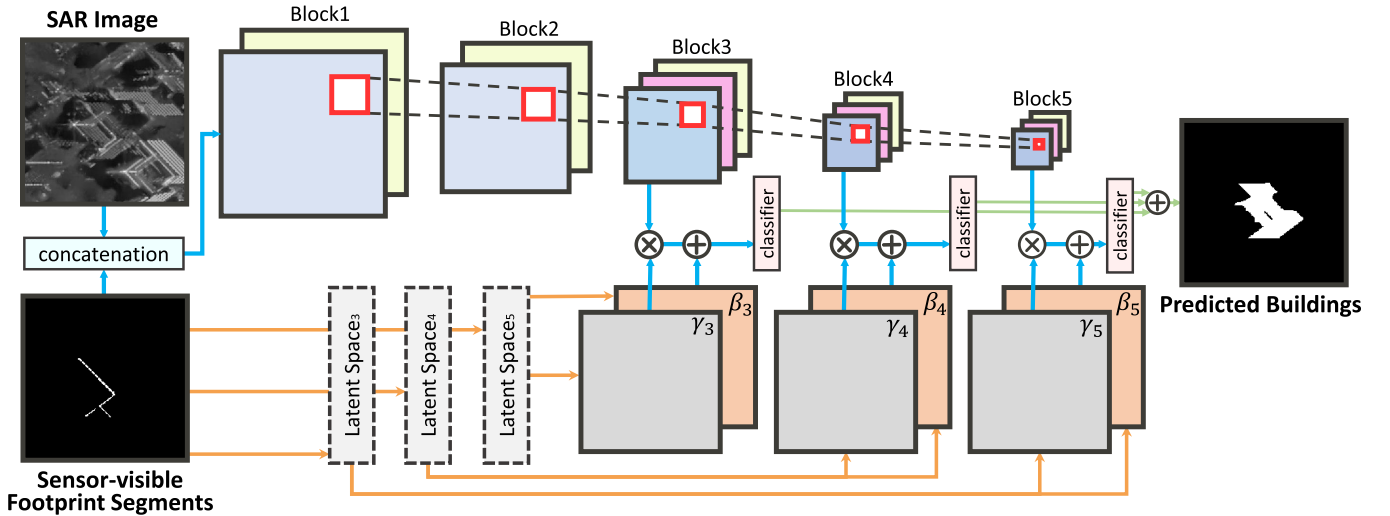 SAR Image
Block1
Block2
Block3
Block4
Block5
concatenation
classifier
classifier
classifier
Predicted Buildings
Latent Space₃
Latent Space₄
Latent Space₅
β₃
γ₃
β₄
γ₄
β₅
γ₅
Sensor-visible
Footprint Segments